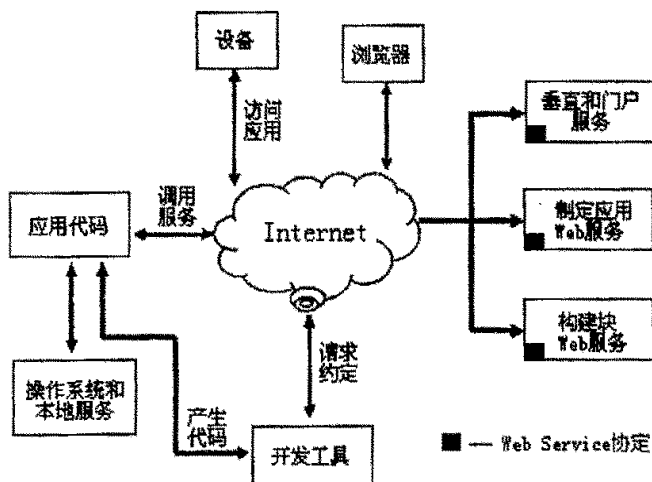 设备
浏览器
访问
应用
垂直和门户
服务
调用
服务
应用代码
Internet
制定应用
Web服务
构建块
Web服务
请求
约定
操作系统和
本地服务
产生
代码
开发工具
— Web Service协定